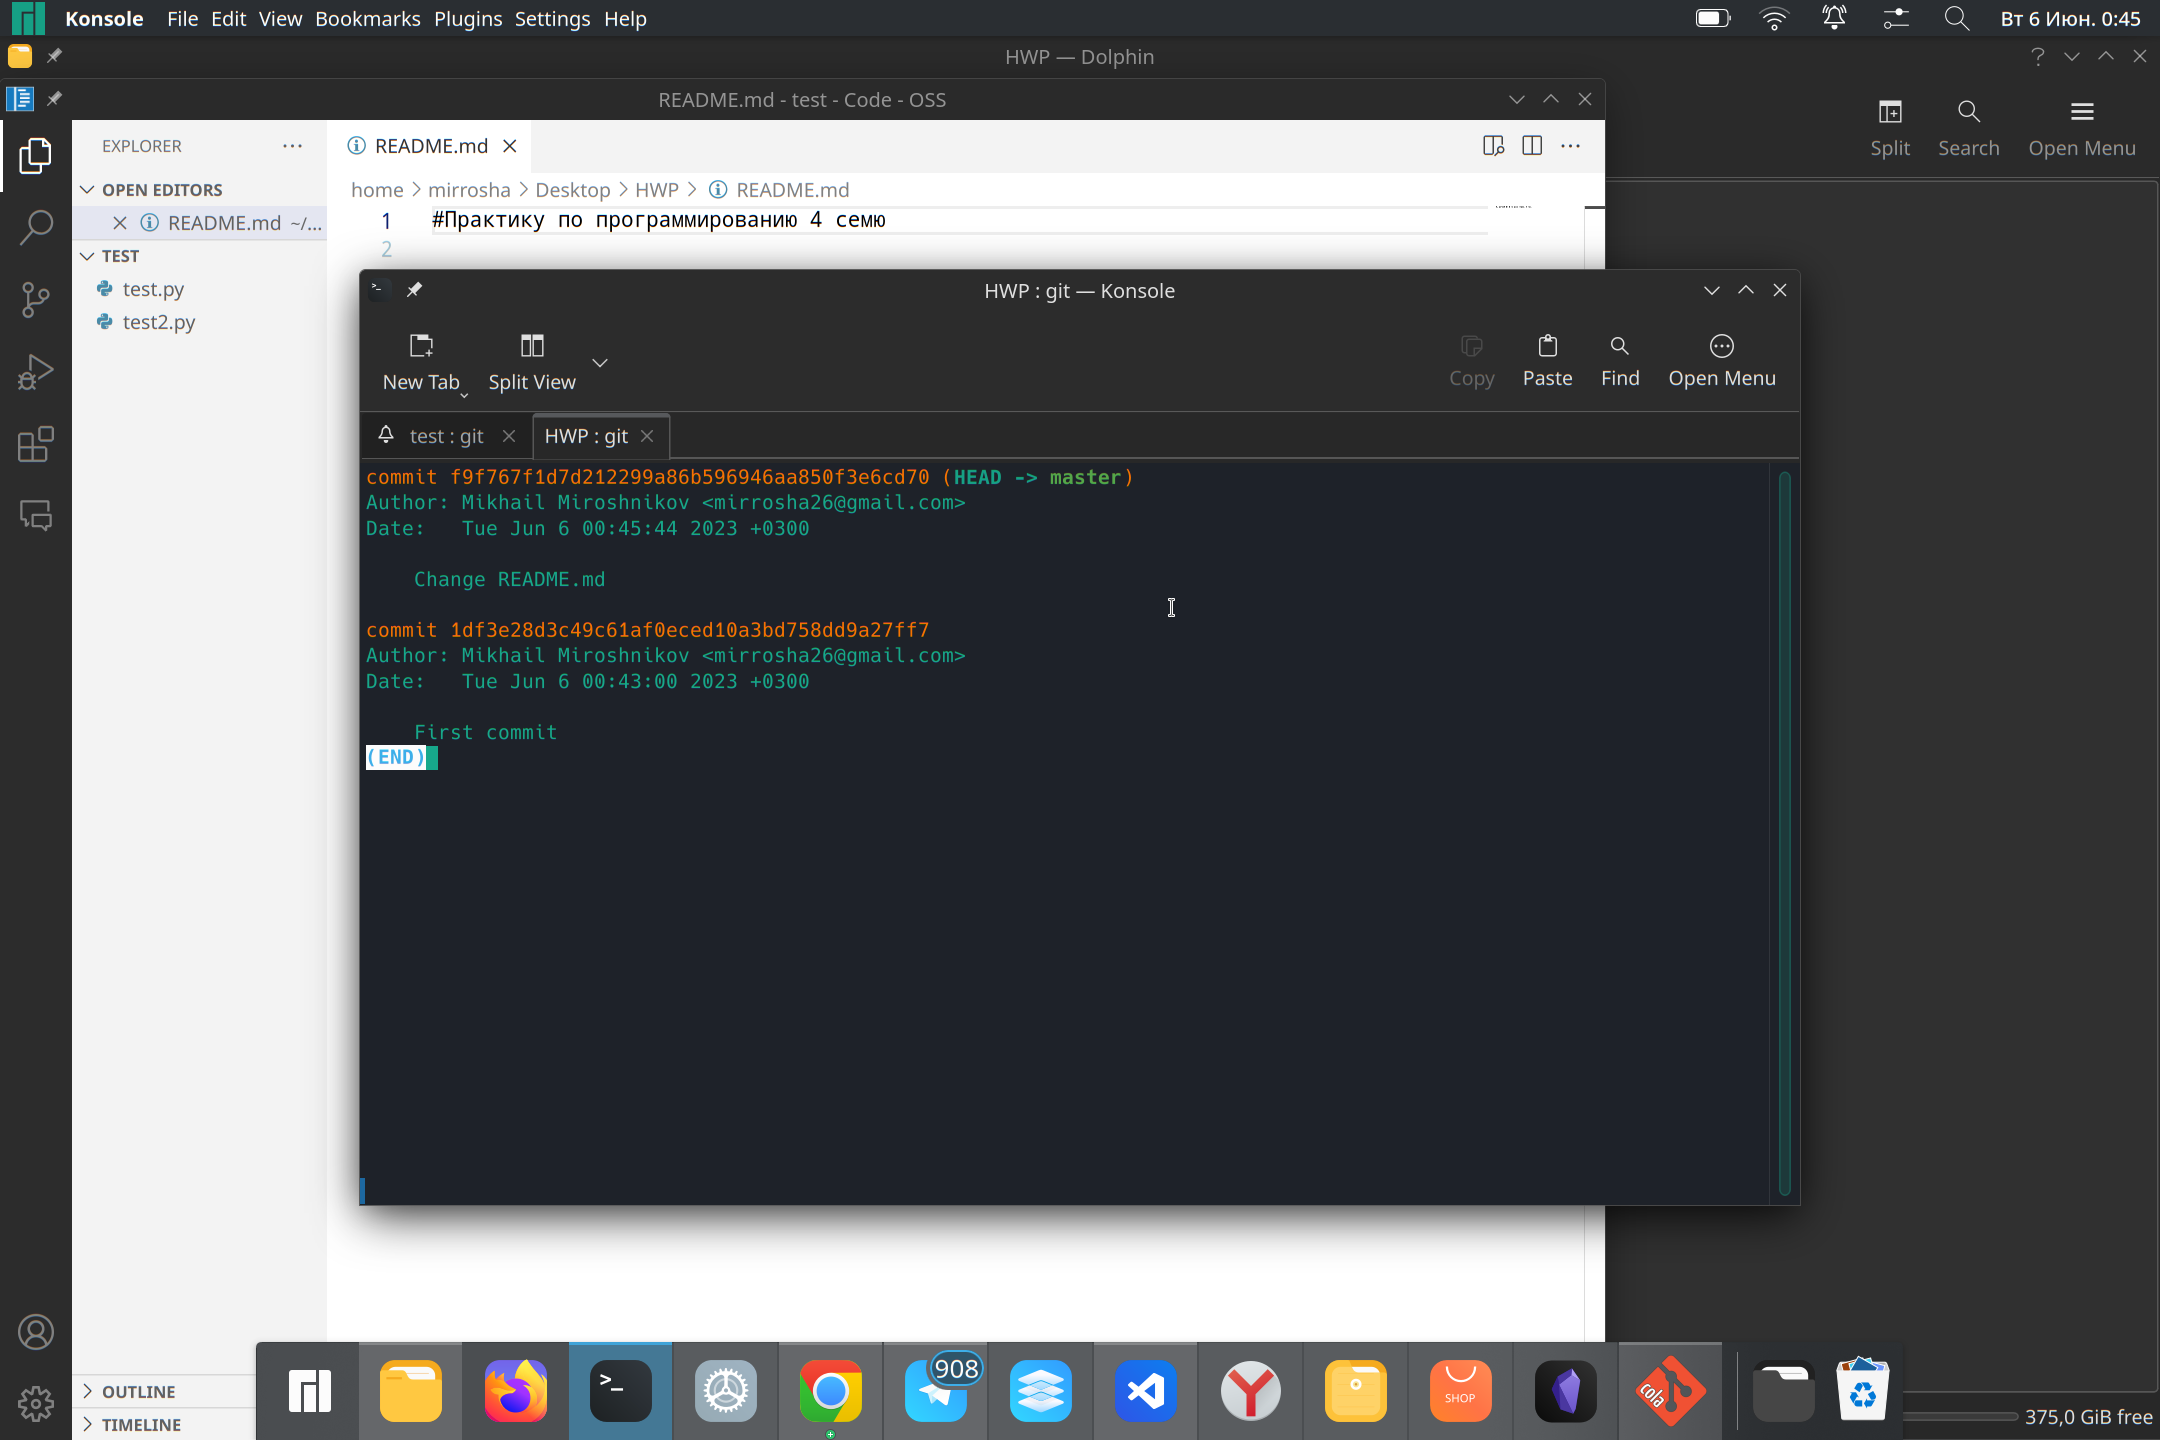 Konsole File Edit View Bookmarks Plugins Settings Help Вт 6 Июн. 0:45
HWP — Dolphin
README.md - test - Code - OSS
Split Search Open Menu
EXPLORER
README.md
OPEN EDITORS
home > mirrosha > Desktop > HWP > README.md
README.md ~/...
1 #Практику по программированию 4 семю
2
TEST
test.py
test2.py
HWP : git — Konsole
New Tab Split View Copy Paste Find Open Menu
test : git HWP : git
commit f9f767f1d7d212299a86b596946aa850f3e6cd70 (HEAD -> master)
Author: Mikhail Miroshnikov <mirrosha26@gmail.com>
Date:   Tue Jun 6 00:45:44 2023 +0300
Change README.md
commit 1df3e28d3c49c61af0eced10a3bd758dd9a27ff7
Author: Mikhail Miroshnikov <mirrosha26@gmail.com>
Date:   Tue Jun 6 00:43:00 2023 +0300
First commit
(END)
OUTLINE
TIMELINE
908
SHOP
cola
375,0 GiB free